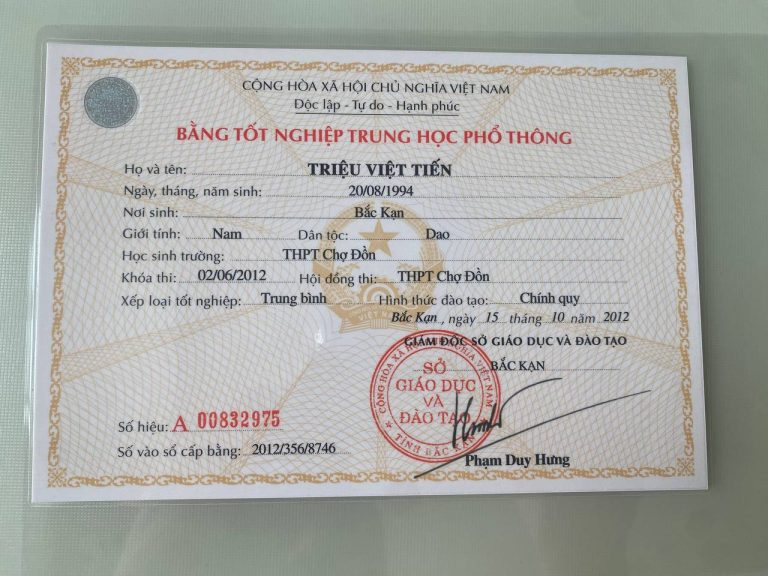 CỘNG HÒA XÃ HỘI CHỦ NGHĨA VIỆT NAM
Độc lập - Tự do - Hạnh phúc
BẰNG TỐT NGHIỆP TRUNG HỌC PHỔ THÔNG
Họ và tên: TRIỆU VIỆT TIẾN
Ngày, tháng, năm sinh: 20/08/1994
Nơi sinh: Bắc Kạn
Giới tính: Nam Dân tộc: Dao
Học sinh trường: THPT Chợ Đồn
Khóa thi: 02/06/2012 Hội đồng thi: THPT Chợ Đồn
Xếp loại tốt nghiệp: Trung bình Hình thức đào tạo: Chính quy
Bắc Kạn, ngày 15 tháng 10 năm 2012
GIÁM ĐỐC SỞ GIÁO DỤC VÀ ĐÀO TẠO
BẮC KẠN
SỞ
GIÁO DỤC
VÀ
ĐÀO TẠO
TỈNH BẮC KẠN
Số hiệu: A 00832975
Số vào sổ cấp bằng: 2012/356/8746
Phạm Duy Hưng